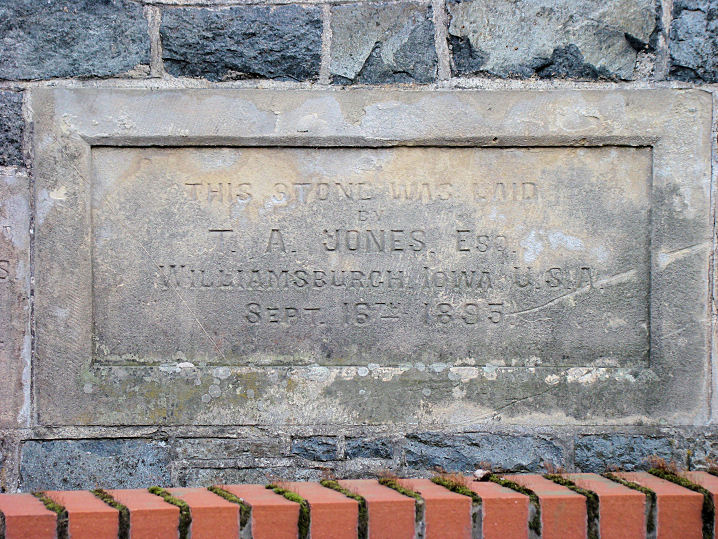 THIS STONE WAS LAID
BY
T. A. JONES. ESQ.
WILLIAMSBURGH. IOWA. U.S.A.
SEPT. 16TH 1895